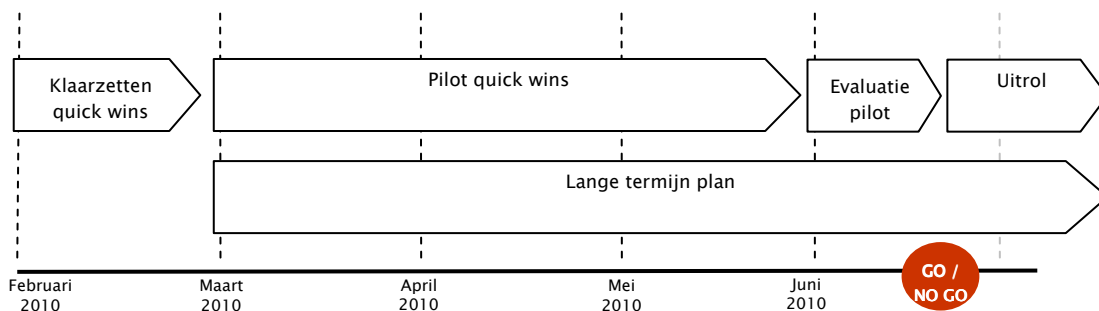 Klaarzetten
quick wins
Pilot quick wins
Evaluatie
pilot
Uitrol
Lange termijn plan
Februari
2010
Maart
2010
April
2010
Mei
2010
Juni
2010
GO /
NO GO